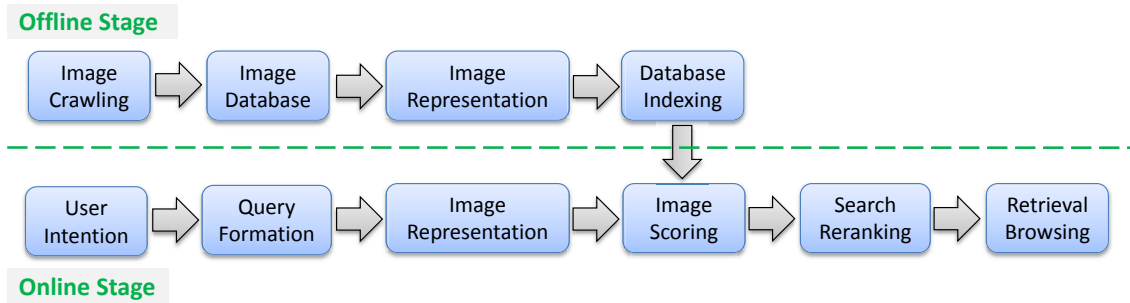 Offline Stage
Image
Crawling
Image
Database
Image
Representation
Database
Indexing
User
Intention
Query
Formation
Image
Representation
Image
Scoring
Search
Reranking
Retrieval
Browsing
Online Stage